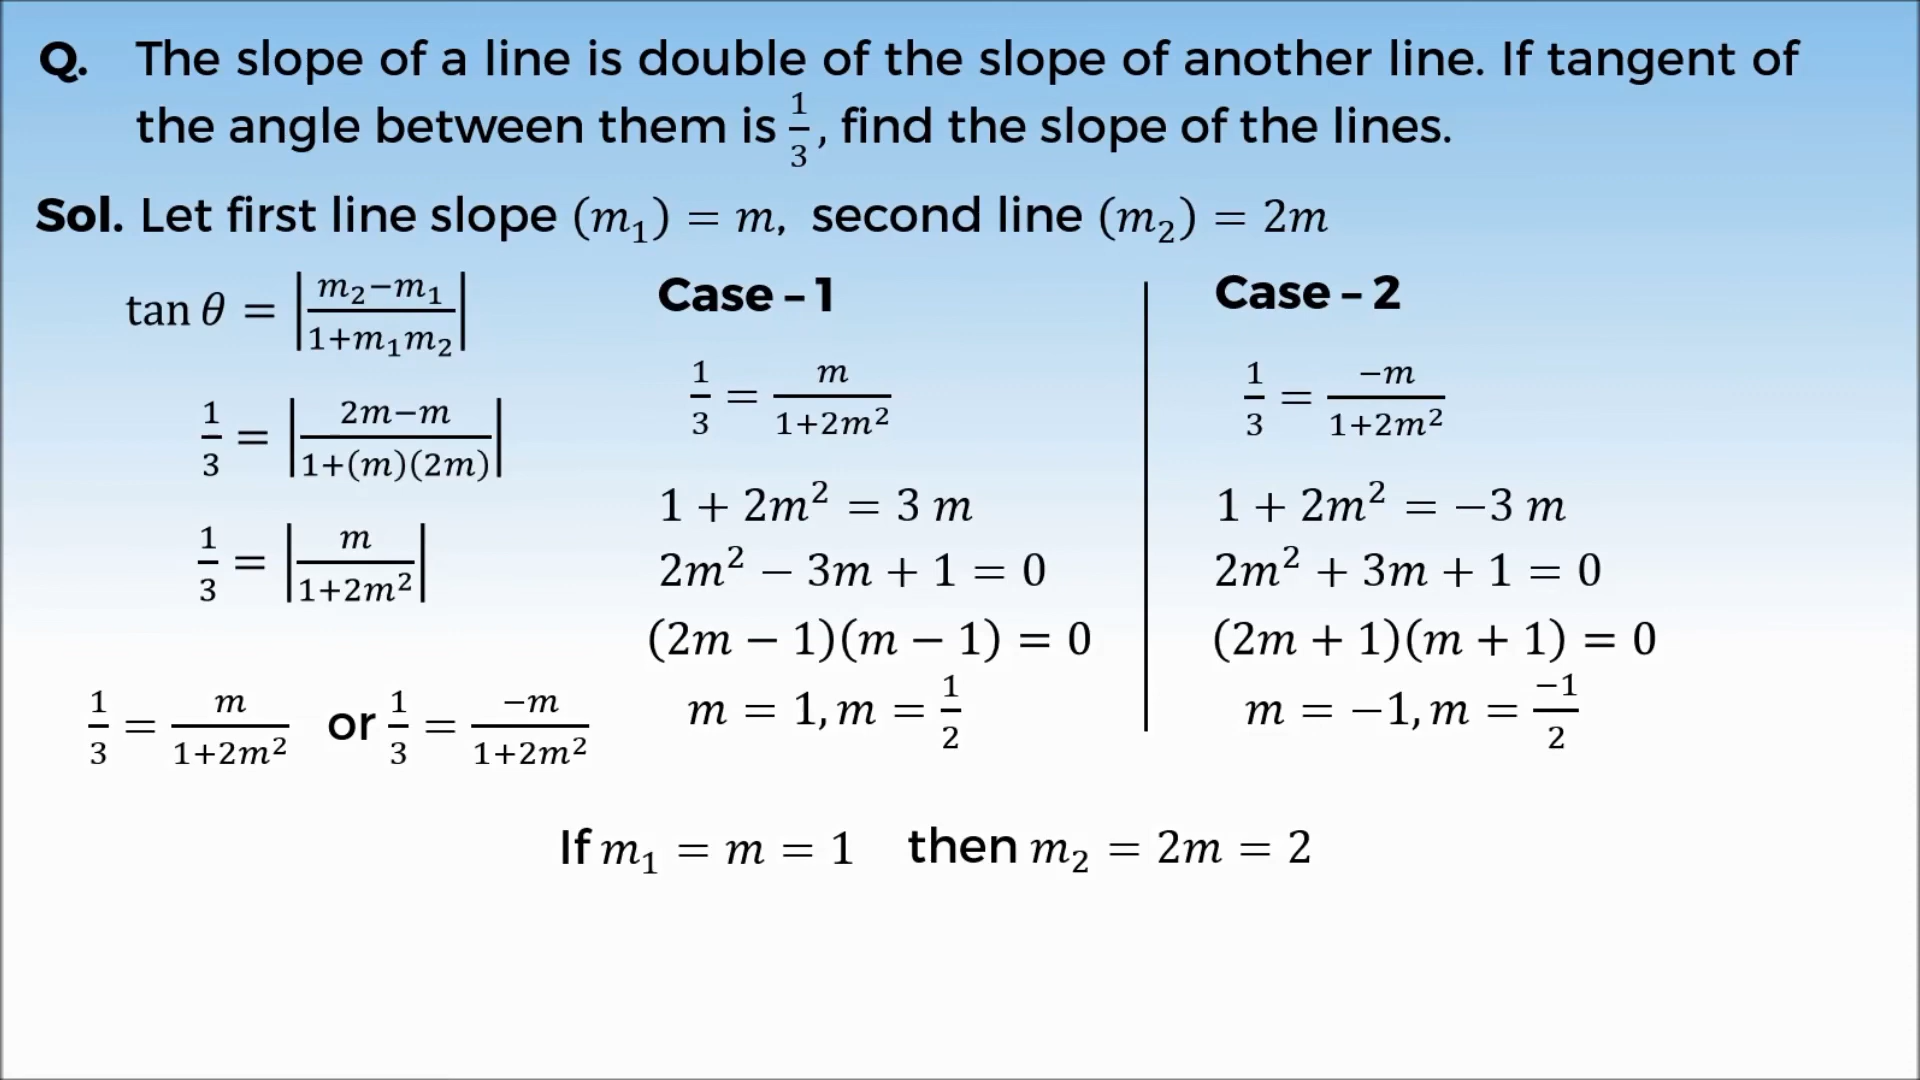 Q. The slope of a line is double of the slope of another line. If tangent of
the angle between them is 1/3, find the slope of the lines.
Sol. Let first line slope (m₁) = m, second line (m₂) = 2m
tan θ = |(m₂−m₁)/(1+m₁m₂)|
1/3 = |(2m−m)/(1+(m)(2m))|
1/3 = |m/(1+2m²)|
1/3 = m/(1+2m²) or 1/3 = −m/(1+2m²)
Case – 1
1/3 = m/(1+2m²)
1 + 2m² = 3 m
2m² − 3m + 1 = 0
(2m − 1)(m − 1) = 0
m = 1, m = 1/2
Case – 2
1/3 = −m/(1+2m²)
1 + 2m² = −3 m
2m² + 3m + 1 = 0
(2m + 1)(m + 1) = 0
m = −1, m = −1/2
If m₁ = m = 1 then m₂ = 2m = 2